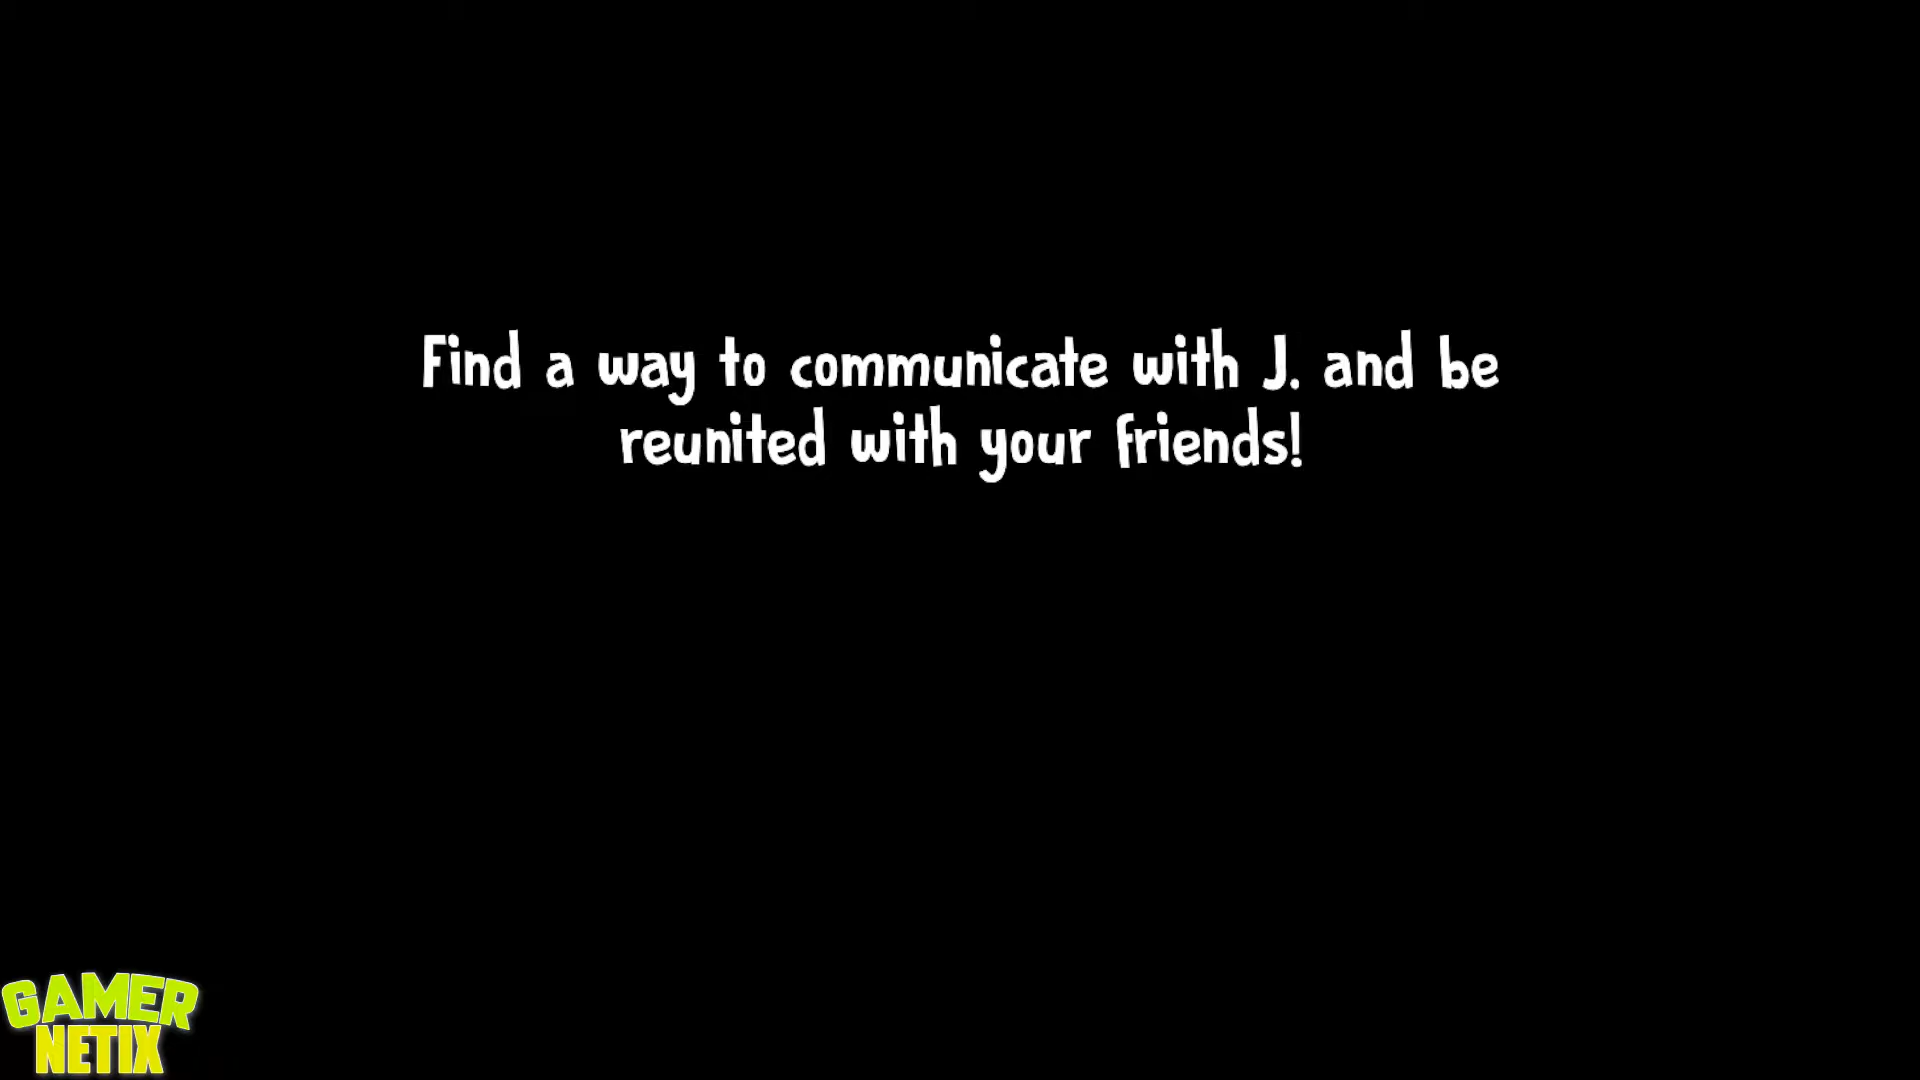 Find a way to communicate with J. and be
reunited with your friends!
GAMER
NETIX